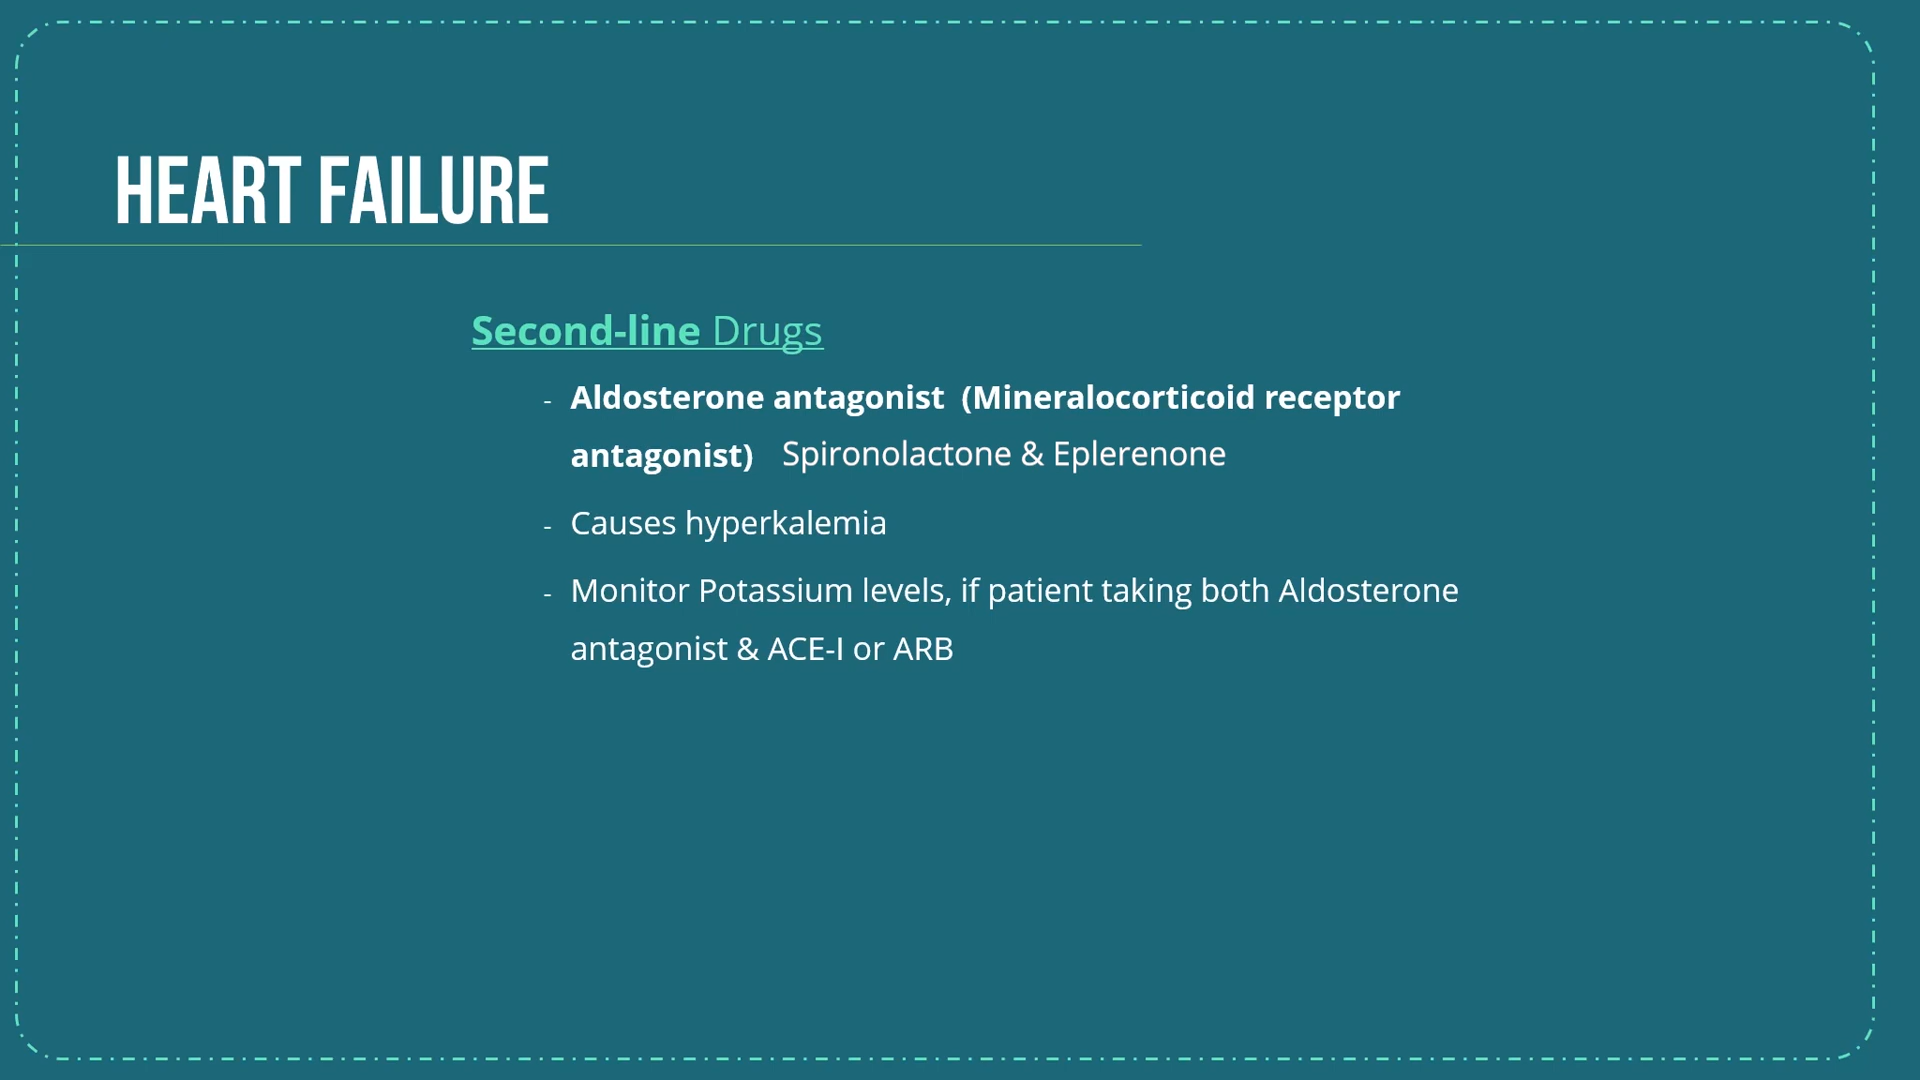 HEART FAILURE
Second-line Drugs
- Aldosterone antagonist (Mineralocorticoid receptor
antagonist) Spironolactone & Eplerenone
- Causes hyperkalemia
- Monitor Potassium levels, if patient taking both Aldosterone
antagonist & ACE-I or ARB